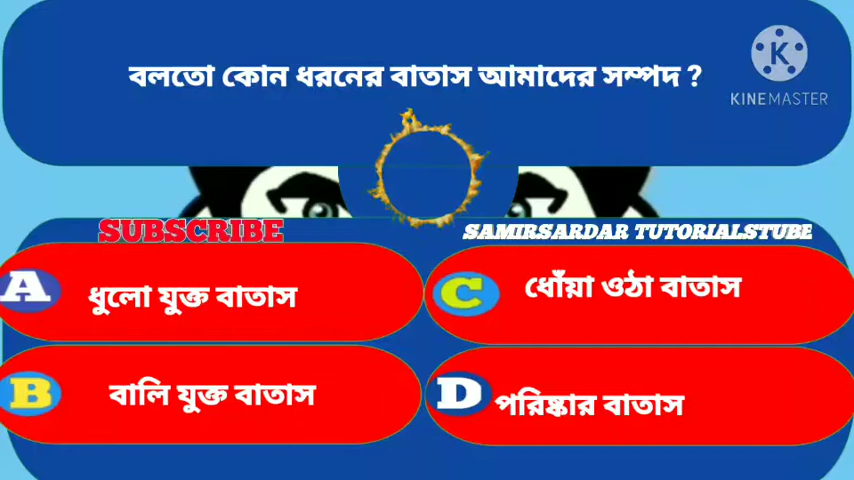 বলতো কোন ধরনের বাতাস আমাদের সম্পদ ?
K
KINEMASTER
SUBSCRIBE
SAMIRSARDAR TUTORIALSTUBE
A
ধুলো যুক্ত বাতাস
C
ধোঁয়া ওঠা বাতাস
B
বালি যুক্ত বাতাস
D
পরিষ্কার বাতাস